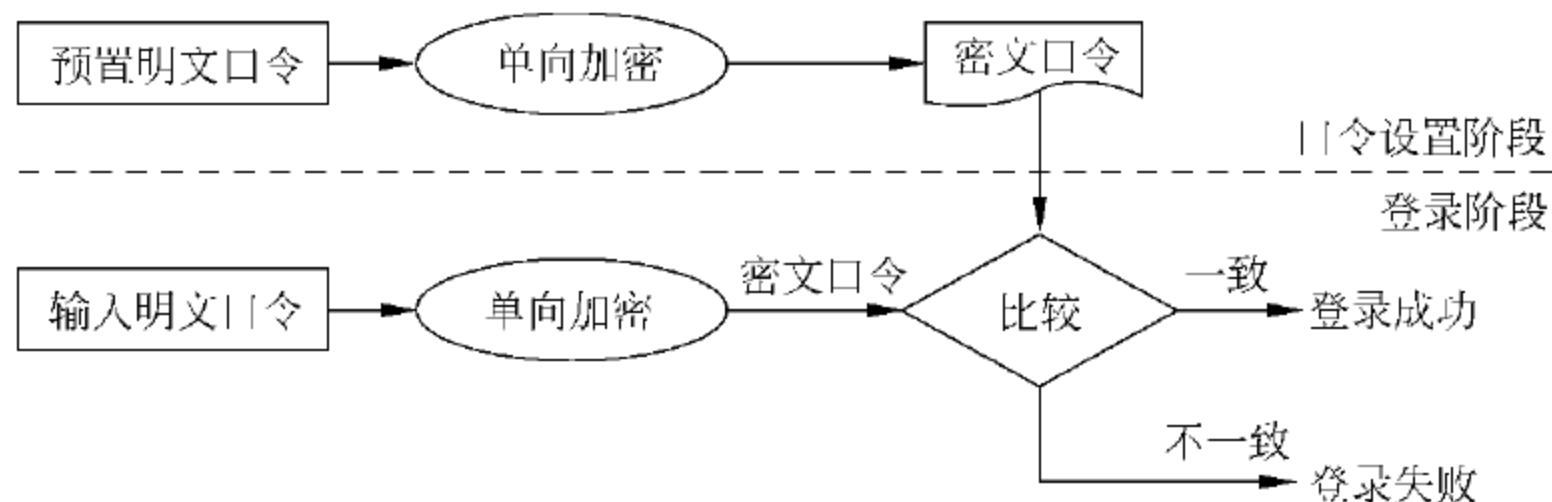 预置明文口令
单向加密
密文口令
口令设置阶段
登录阶段
输入明文口令
单向加密
密文口令
比较
一致
登录成功
不一致
登录失败